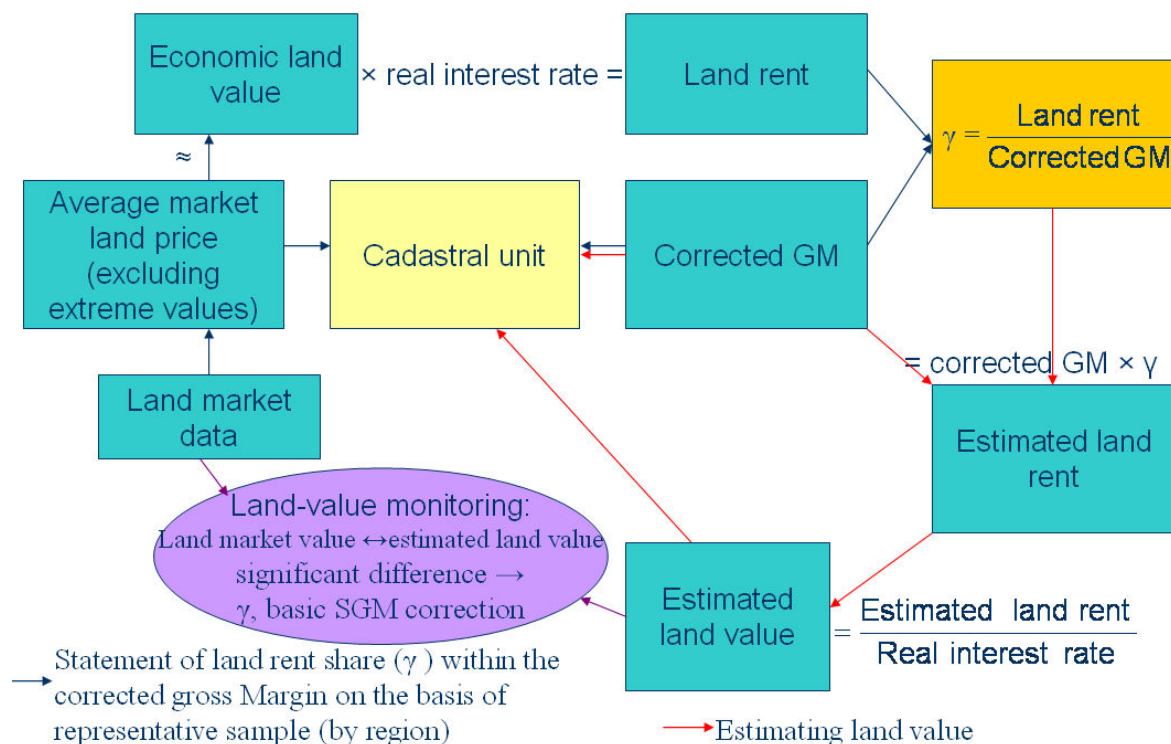 Economic land
value
× real interest rate =
Land rent
γ = Land rent
Corrected GM
≈
Average market
land price
(excluding
extreme values)
Cadastral unit
Corrected GM
= corrected GM × γ
Land market
data
Estimated land
rent
Land-value monitoring:
Land market value ↔estimated land value
significant difference →
γ, basic SGM correction
Estimated
land value
= Estimated land rent
Real interest rate
Statement of land rent share (γ ) within the
corrected gross Margin on the basis of
representative sample (by region)
Estimating land value